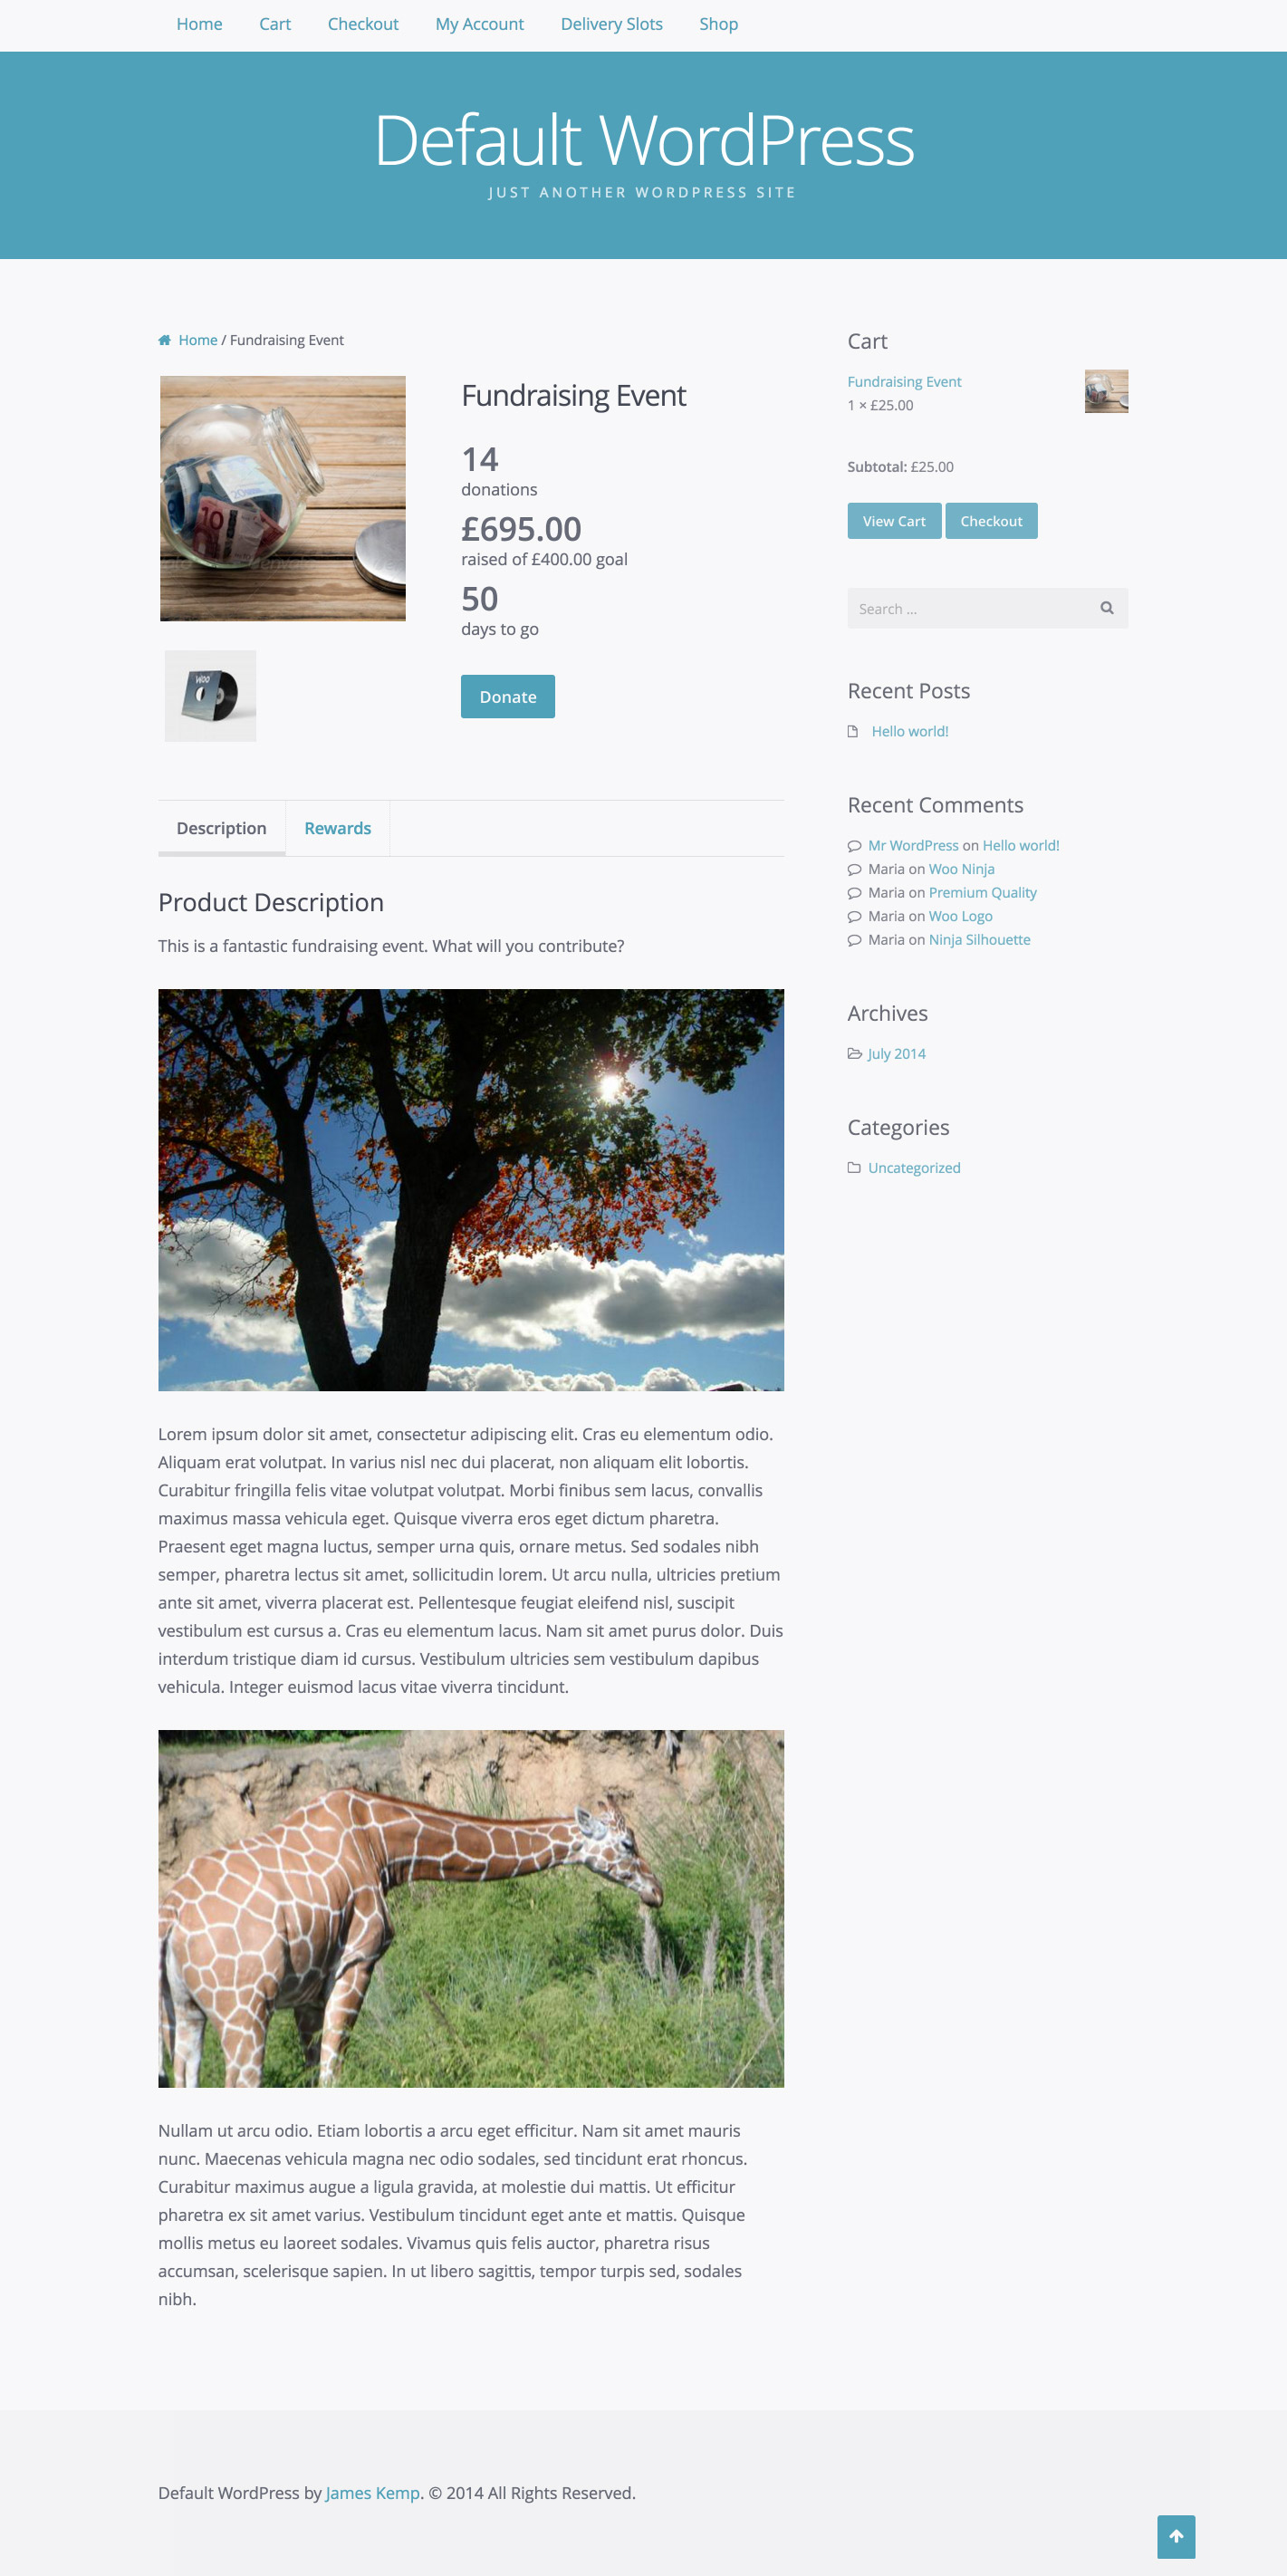 Home Cart Checkout My Account Delivery Slots Shop
Default WordPress
JUST ANOTHER WORDPRESS SITE
Home / Fundraising Event
Fundraising Event
14
donations
£695.00
raised of £400.00 goal
50
days to go
Donate
WOO
20
10
envato
Description Rewards
Product Description
This is a fantastic fundraising event. What will you contribute?
Lorem ipsum dolor sit amet, consectetur adipiscing elit. Cras eu elementum odio.
Aliquam erat volutpat. In varius nisl nec dui placerat, non aliquam elit lobortis.
Curabitur fringilla felis vitae volutpat volutpat. Morbi finibus sem lacus, convallis
maximus massa vehicula eget. Quisque viverra eros eget dictum pharetra.
Praesent eget magna luctus, semper urna quis, ornare metus. Sed sodales nibh
semper, pharetra lectus sit amet, sollicitudin lorem. Ut arcu nulla, ultricies pretium
ante sit amet, viverra placerat est. Pellentesque feugiat eleifend nisl, suscipit
vestibulum est cursus a. Cras eu elementum lacus. Nam sit amet purus dolor. Duis
interdum tristique diam id cursus. Vestibulum ultricies sem vestibulum dapibus
vehicula. Integer euismod lacus vitae viverra tincidunt.
Nullam ut arcu odio. Etiam lobortis a arcu eget efficitur. Nam sit amet mauris
nunc. Maecenas vehicula magna nec odio sodales, sed tincidunt erat rhoncus.
Curabitur maximus augue a ligula gravida, at molestie dui mattis. Ut efficitur
pharetra ex sit amet varius. Vestibulum tincidunt eget ante et mattis. Quisque
mollis metus eu laoreet sodales. Vivamus quis felis auctor, pharetra risus
accumsan, scelerisque sapien. In ut libero sagittis, tempor turpis sed, sodales
nibh.
Cart
Fundraising Event
1 × £25.00
Subtotal: £25.00
View Cart Checkout
Search ...
Recent Posts
Hello world!
Recent Comments
Mr WordPress on Hello world!
Maria on Woo Ninja
Maria on Premium Quality
Maria on Woo Logo
Maria on Ninja Silhouette
Archives
July 2014
Categories
Uncategorized
Default WordPress by James Kemp. © 2014 All Rights Reserved.